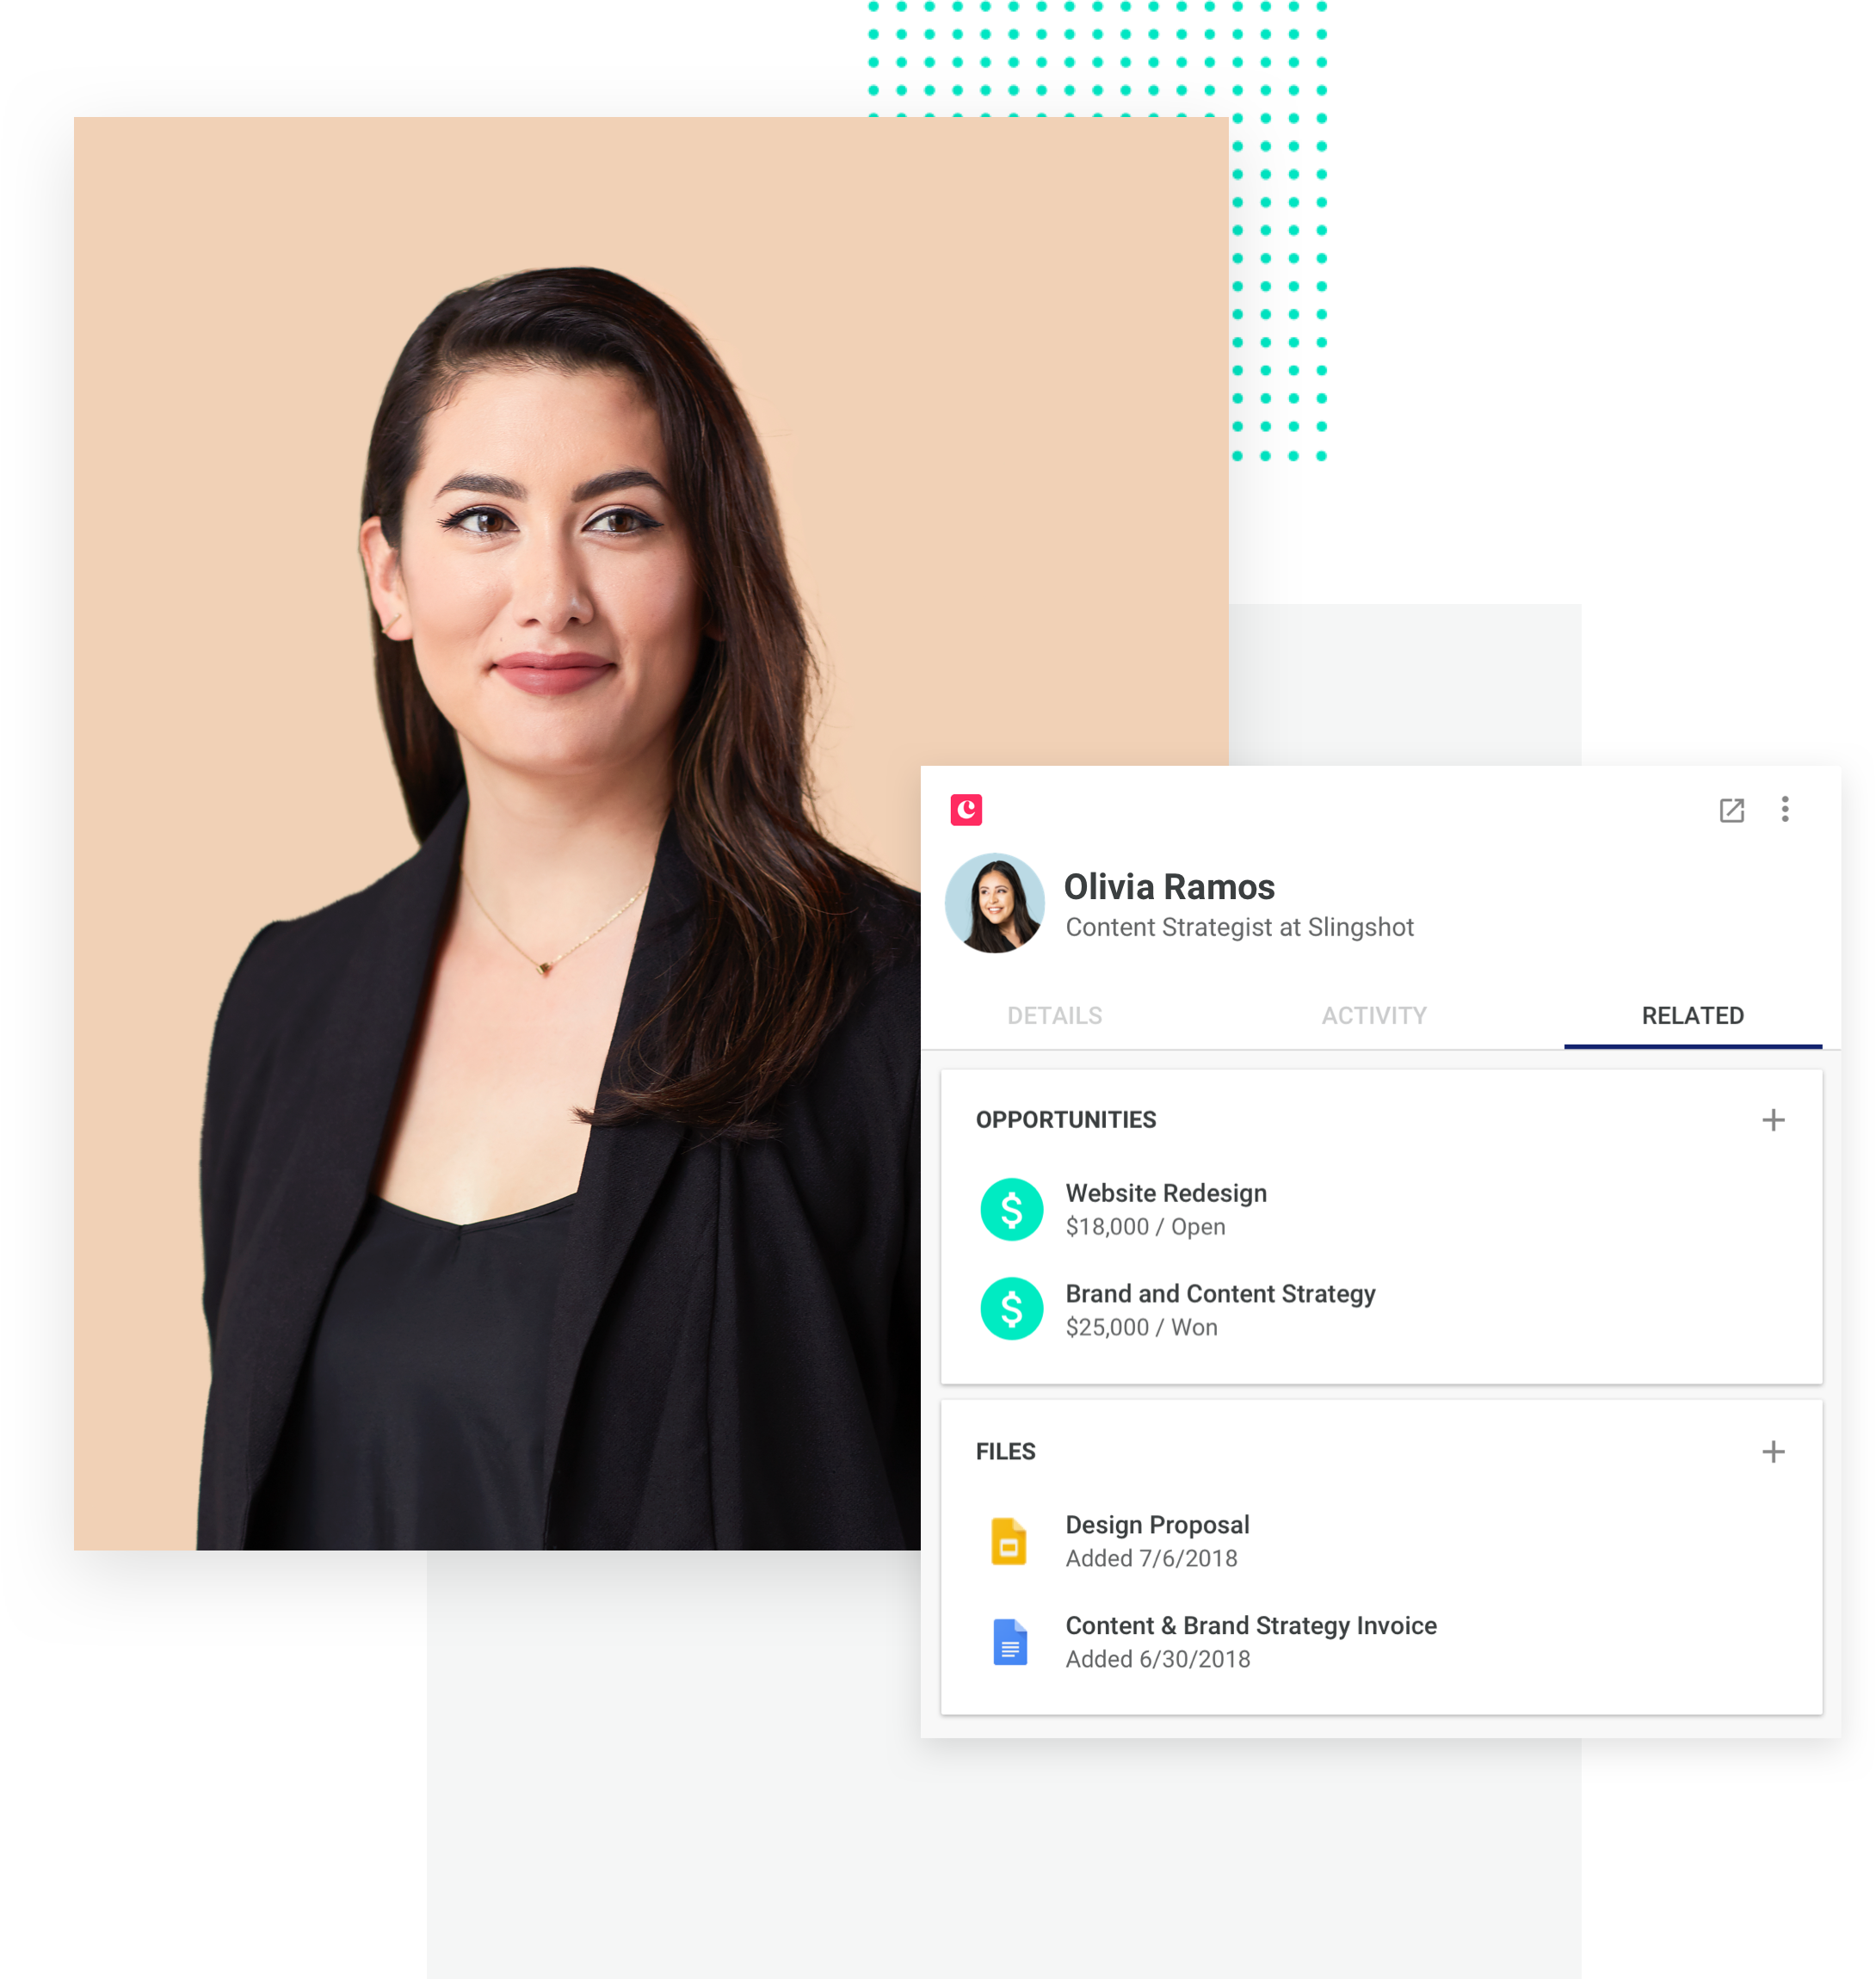 Olivia Ramos
Content Strategist at Slingshot
DETAILS
ACTIVITY
RELATED
OPPORTUNITIES
Website Redesign
$18,000 / Open
Brand and Content Strategy
$25,000 / Won
FILES
Design Proposal
Added 7/6/2018
Content & Brand Strategy Invoice
Added 6/30/2018